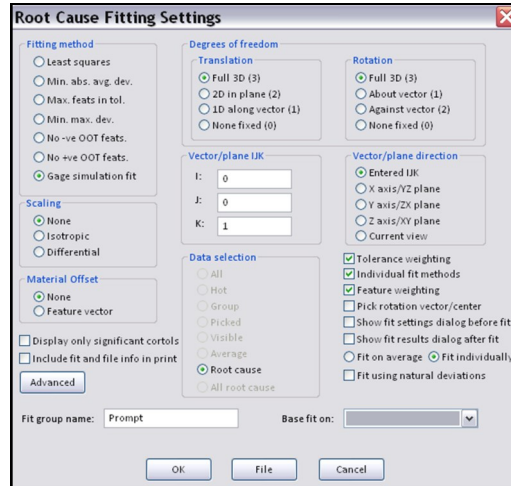 Root Cause Fitting Settings
Fitting method
Least squares
Min. abs. avg. dev.
Max. feats in tol.
Min. max. dev.
No -ve OOT feats.
No +ve OOT feats.
Gage simulation fit
Scaling
None
Isotropic
Differential
Material Offset
None
Feature vector
Display only significant cortols
Include fit and file info in print
Advanced
Degrees of freedom
Translation
Full 3D (3)
2D in plane (2)
1D along vector (1)
None fixed (0)
Rotation
Full 3D (3)
About vector (1)
Against vector (2)
None fixed (0)
Vector/plane IJK
I: 0
J: 0
K: 1
Vector/plane direction
Entered IJK
X axis/YZ plane
Y axis/ZX plane
Z axis/XY plane
Current view
Data selection
All
Hot
Group
Picked
Visible
Average
Root cause
All root cause
Tolerance weighting
Individual fit methods
Feature weighting
Pick rotation vector/center
Show fit settings dialog before fit
Show fit results dialog after fit
Fit on average Fit individually
Fit using natural deviations
Fit group name: Prompt Base fit on:
OK File Cancel